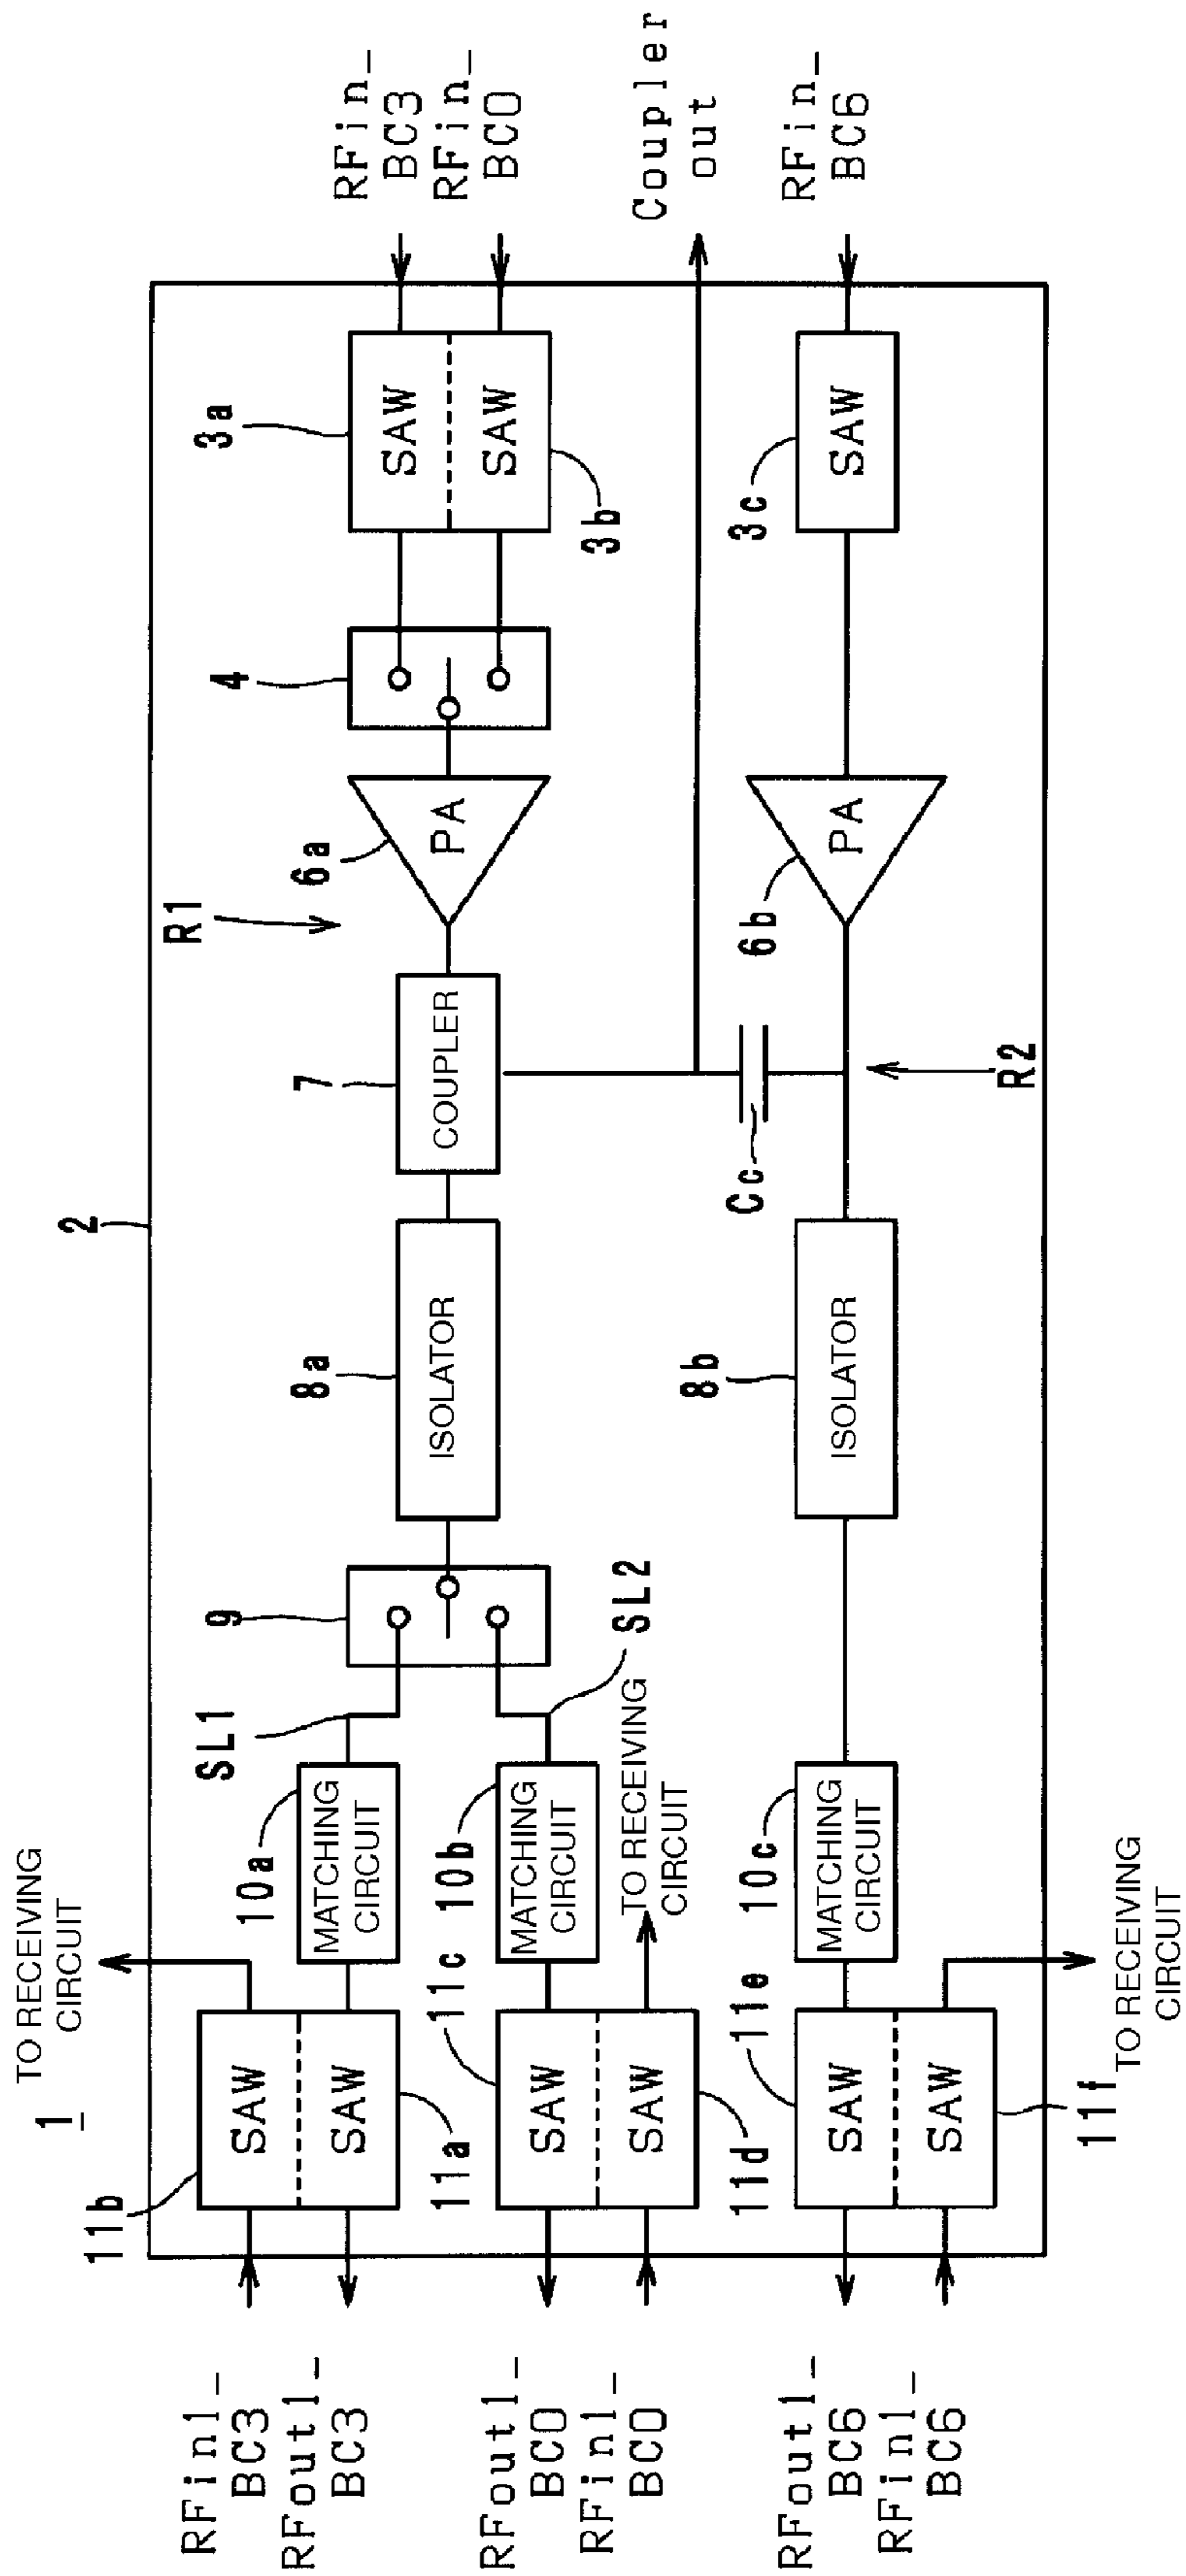 1
2
RFin_
BC3
RFin_
BC0
Coupler
out
RFin_
BC6
3a
SAW
SAW
3b
3c
SAW
4
6a
PA
R1
6b
PA
7
COUPLER
R2
Cc
8a
ISOLATOR
8b
ISOLATOR
9
SL1
SL2
10a
MATCHING
CIRCUIT
10b
MATCHING
CIRCUIT
10c
MATCHING
CIRCUIT
TO RECEIVING
CIRCUIT
TO RECEIVING
CIRCUIT
TO RECEIVING
CIRCUIT
11b
SAW
SAW
11a
11c
SAW
SAW
11d
11e
SAW
SAW
11f
RFin1_
BC3
RFout1_
BC3
RFout1_
BC0
RFin1_
BC0
RFout1_
BC6
RFin1_
BC6